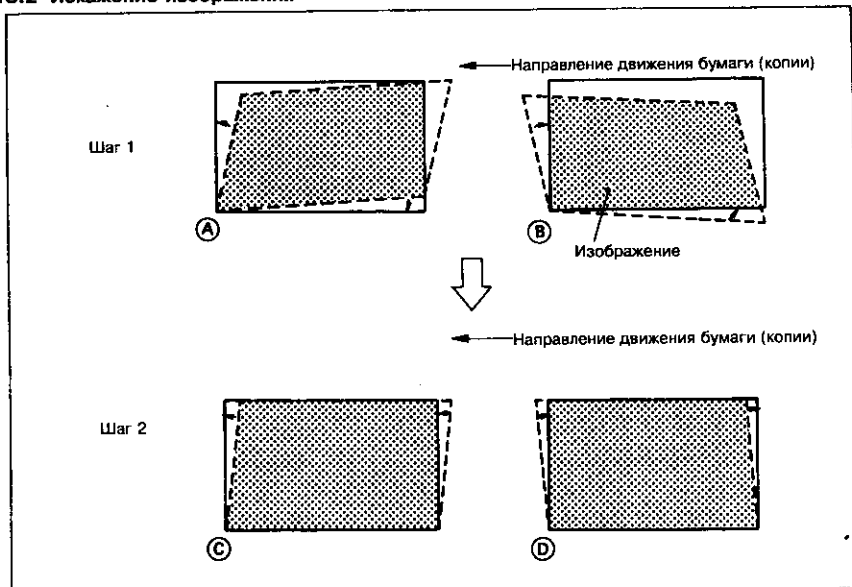 Направление движения бумаги (копии)
Шаг 1
A
B
Изображение
Направление движения бумаги (копии)
Шаг 2
C
D